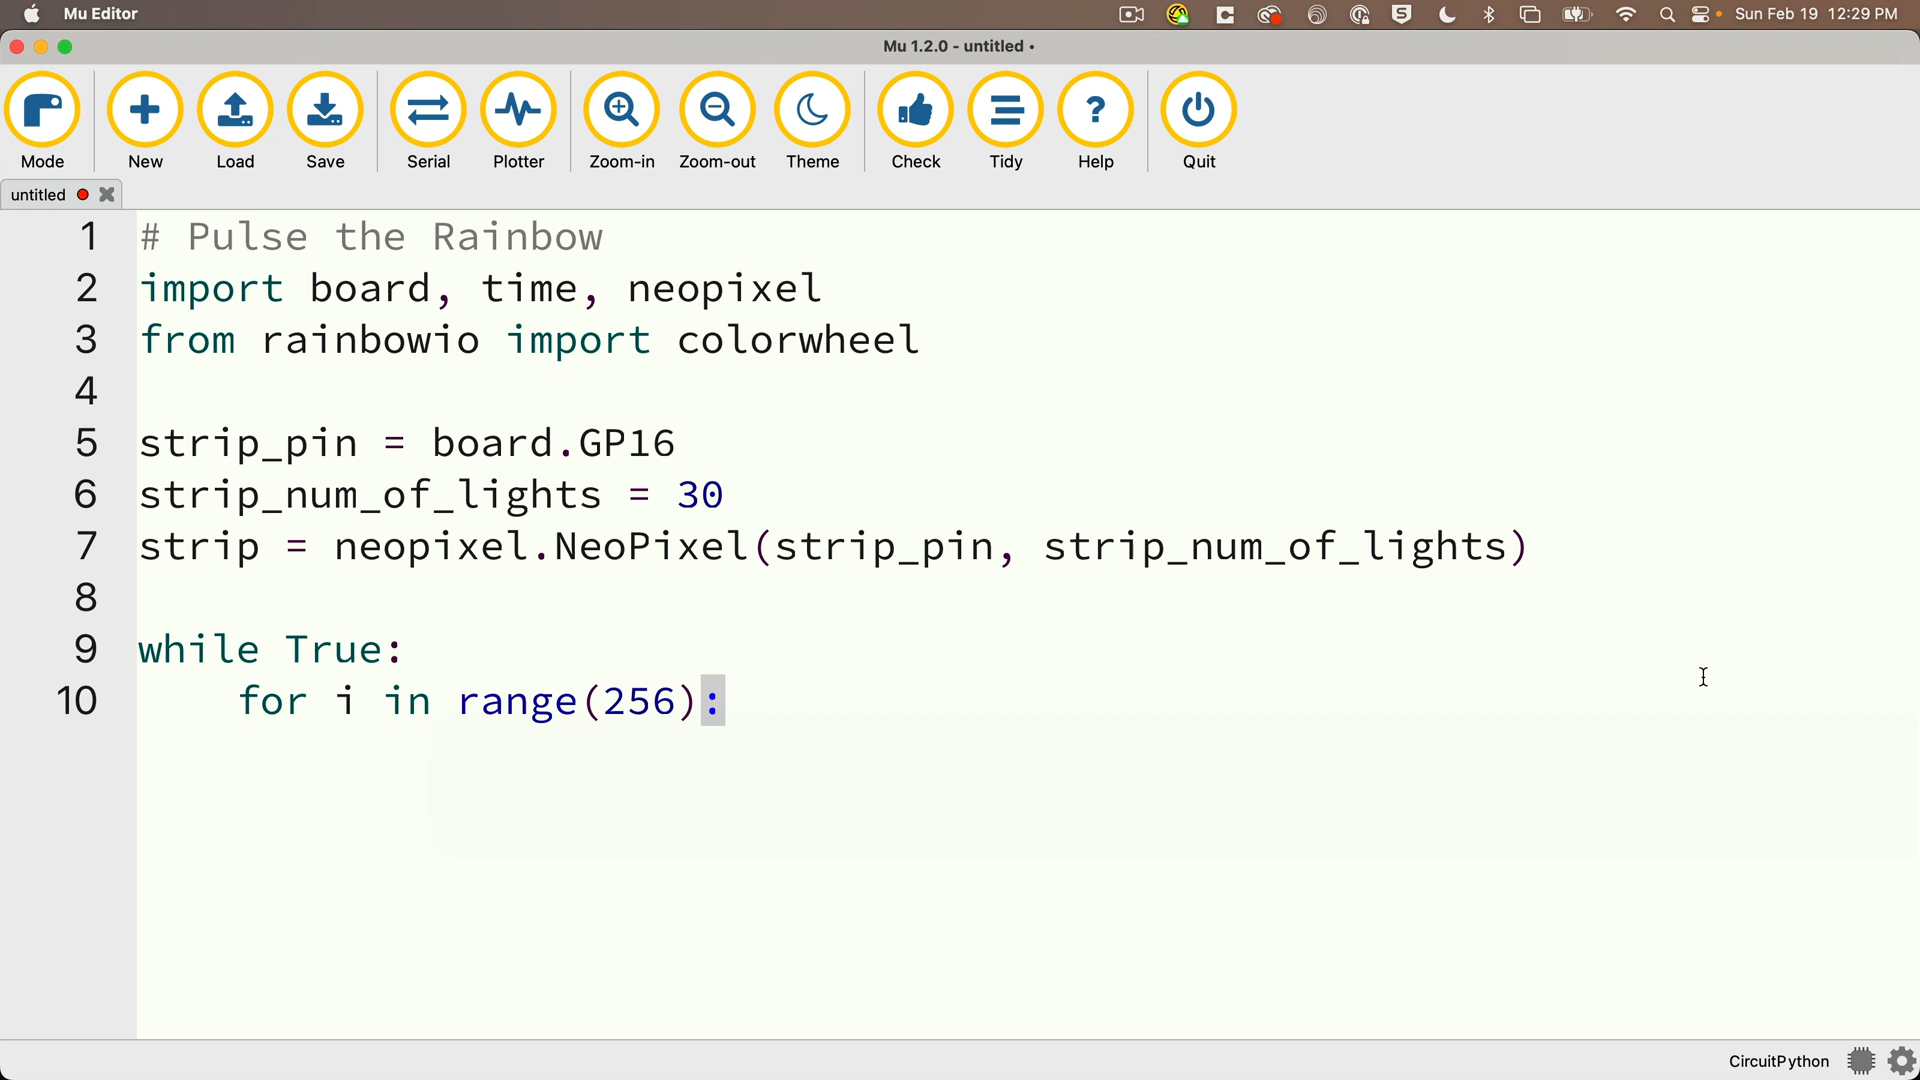 Mu Editor
Sun Feb 19 12:29 PM
Mu 1.2.0 - untitled •
Mode New Load Save Serial Plotter Zoom-in Zoom-out Theme Check Tidy Help Quit
untitled
1 # Pulse the Rainbow
2 import board, time, neopixel
3 from rainbowio import colorwheel
4
5 strip_pin = board.GP16
6 strip_num_of_lights = 30
7 strip = neopixel.NeoPixel(strip_pin, strip_num_of_lights)
8
9 while True:
10     for i in range(256):
CircuitPython